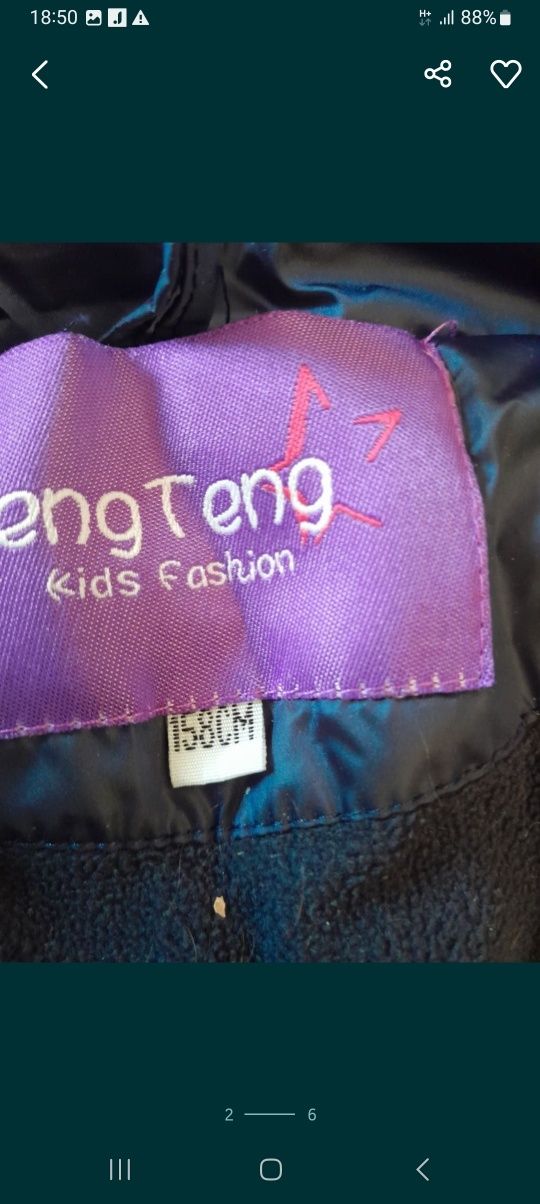 18:50
H+
88%
engTeng
Kids Fashion
158CM
2
6